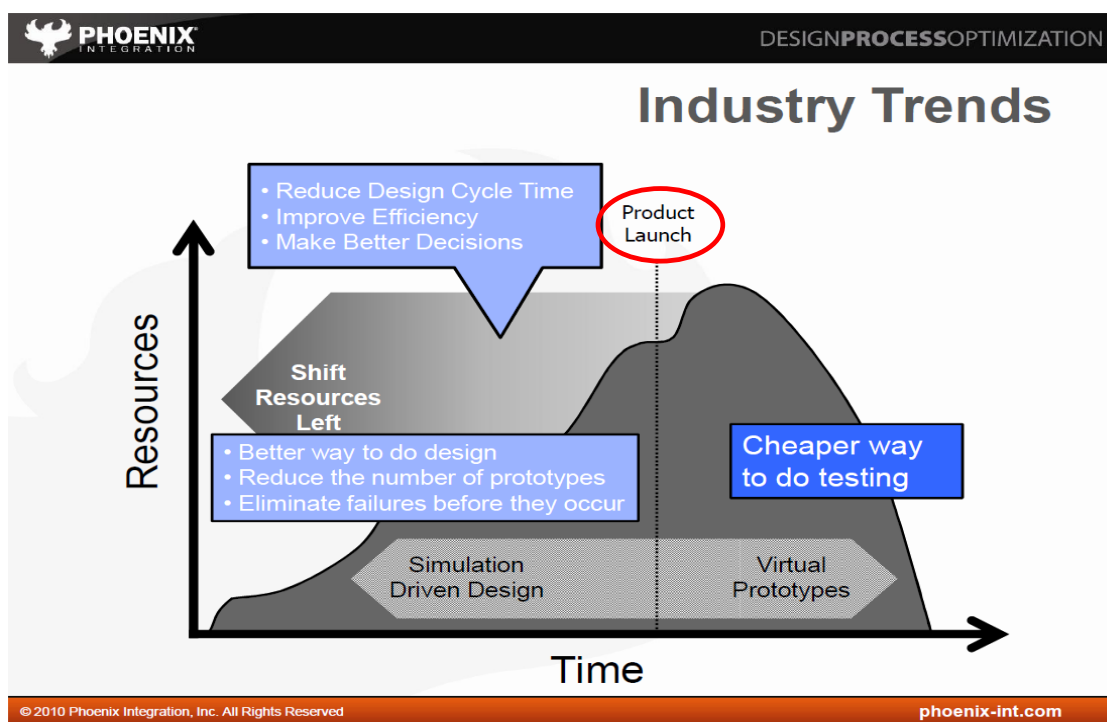 PHOENIX
INTEGRATION
DESIGNPROCESSOPTIMIZATION
Industry Trends
• Reduce Design Cycle Time
• Improve Efficiency
• Make Better Decisions
Product
Launch
Resources
Shift
Resources
Left
• Better way to do design
• Reduce the number of prototypes
• Eliminate failures before they occur
Cheaper way
to do testing
Simulation
Driven Design
Virtual
Prototypes
Time
© 2010 Phoenix Integration, Inc. All Rights Reserved
phoenix-int.com